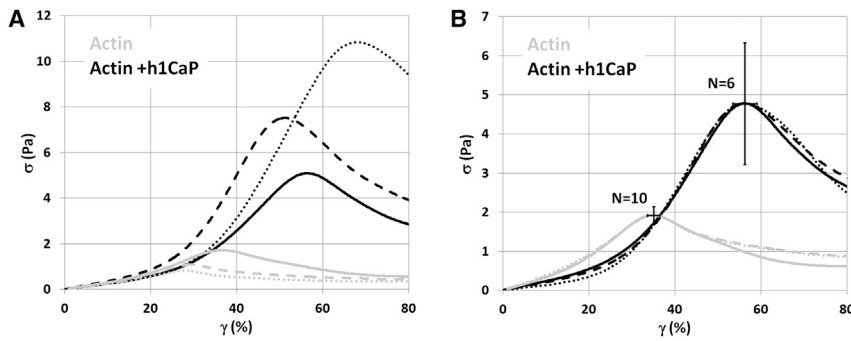 A
Actin
Actin +h1CaP
12
10
8
6
4
2
0
σ (Pa)
0 20 40 60 80
γ (%)
B
Actin
Actin +h1CaP
N=6
N=10
7
6
5
4
3
2
1
0
σ (Pa)
0 20 40 60 80
γ (%)